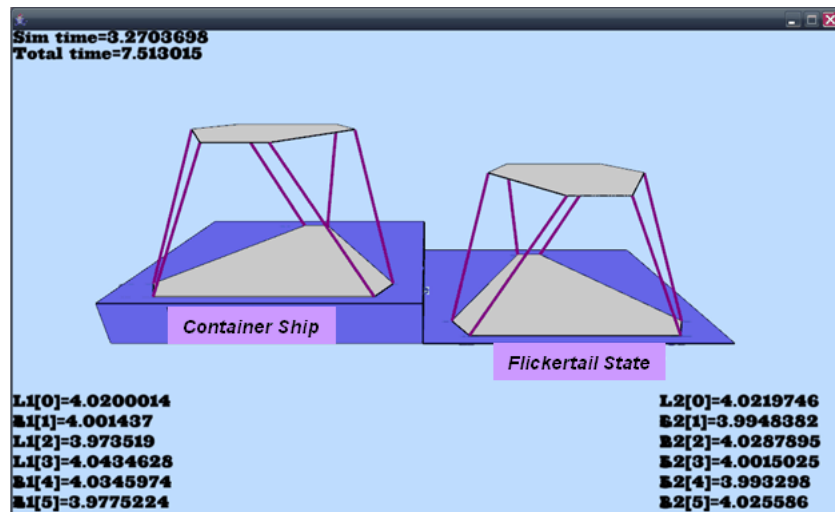 Sim time=3.2703698
Total time=7.513015
Container Ship
Flickertail State
L1[0]=4.0200014
L1[1]=4.001437
L1[2]=3.973519
L1[3]=4.0434628
L1[4]=4.0345974
L1[5]=3.9775224
L2[0]=4.0219746
L2[1]=3.9948382
L2[2]=4.0287895
L2[3]=4.0015025
L2[4]=3.993298
L2[5]=4.025586